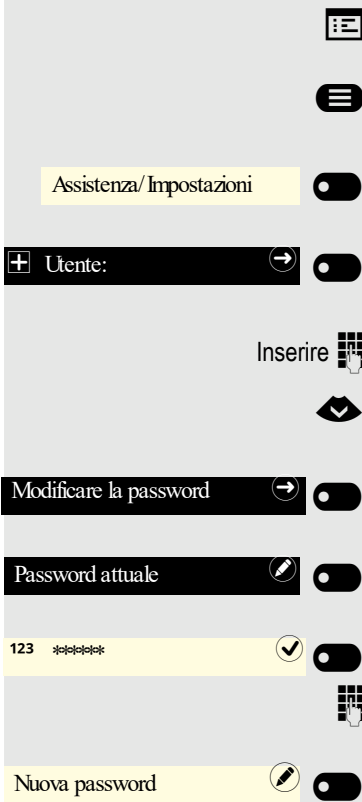 Assistenza/Impostazioni
Utente:
Inserire
Modificare la password
Password attuale
123 ******
Nuova password